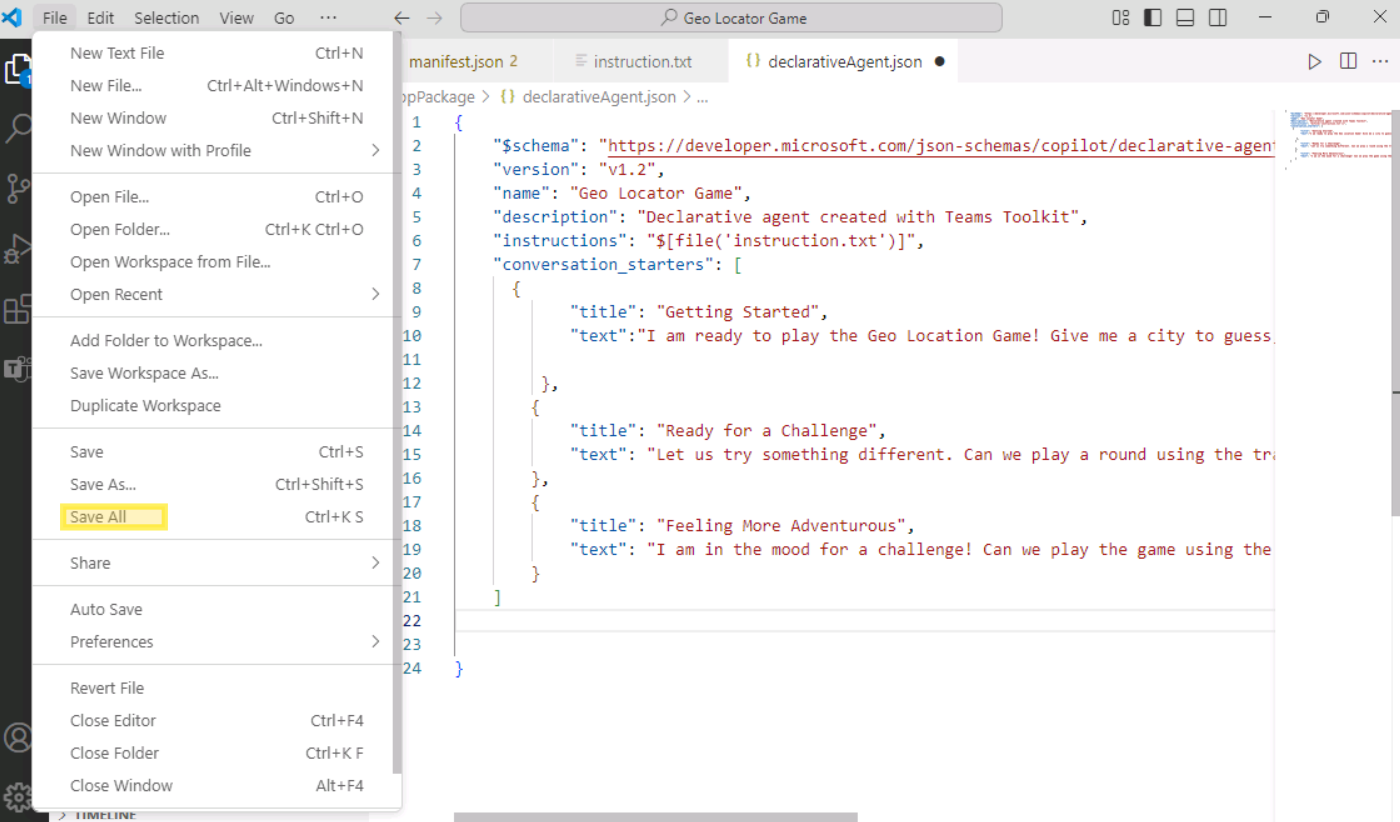 File Edit Selection View Go ··· Geo Locator Game
New Text File Ctrl+N
New File... Ctrl+Alt+Windows+N
New Window Ctrl+Shift+N
New Window with Profile
Open File... Ctrl+O
Open Folder... Ctrl+K Ctrl+O
Open Workspace from File...
Open Recent
Add Folder to Workspace...
Save Workspace As...
Duplicate Workspace
Save Ctrl+S
Save As... Ctrl+Shift+S
Save All Ctrl+K S
Share
Auto Save
Preferences
Revert File
Close Editor Ctrl+F4
Close Folder Ctrl+K F
Close Window Alt+F4
TIMELINE
1
manifest.json 2 instruction.txt {} declarativeAgent.json ●
ppPackage > {} declarativeAgent.json > ...
1 {
2 "$schema": "https://developer.microsoft.com/json-schemas/copilot/declarative-agent
3 "version": "v1.2",
4 "name": "Geo Locator Game",
5 "description": "Declarative agent created with Teams Toolkit",
6 "instructions": "$[file('instruction.txt')]",
7 "conversation_starters": [
8 {
9 "title": "Getting Started",
10 "text":"I am ready to play the Geo Location Game! Give me a city to guess,
11
12 },
13 {
14 "title": "Ready for a Challenge",
15 "text": "Let us try something different. Can we play a round using the tra
16 },
17 {
18 "title": "Feeling More Adventurous",
19 "text": "I am in the mood for a challenge! Can we play the game using the
20 }
21 ]
22
23
24 }